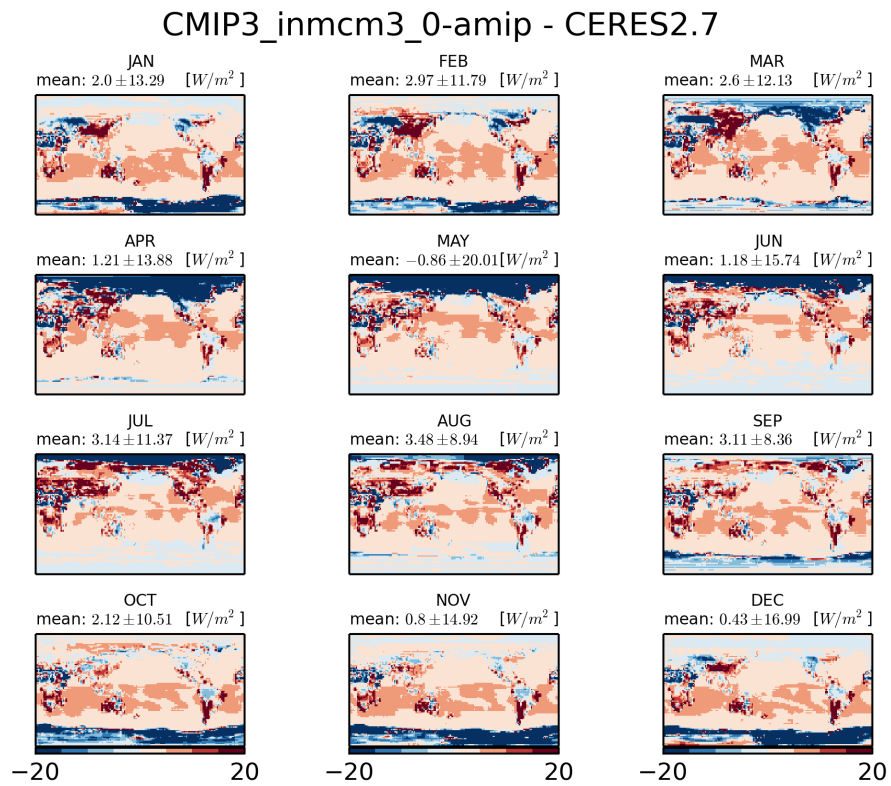 CMIP3_inmcm3_0-amip - CERES2.7
JAN FEB MAR
mean: 2.0±13.29 [W/m² ] mean: 2.97±11.79 [W/m² ] mean: 2.6±12.13 [W/m² ]
APR MAY JUN
mean: 1.21±13.88 [W/m² ] mean: −0.86±20.01[W/m² ] mean: 1.18±15.74 [W/m² ]
JUL AUG SEP
mean: 3.14±11.37 [W/m² ] mean: 3.48±8.94 [W/m² ] mean: 3.11±8.36 [W/m² ]
OCT NOV DEC
mean: 2.12±10.51 [W/m² ] mean: 0.8±14.92 [W/m² ] mean: 0.43±16.99 [W/m² ]
−20 20 −20 20 −20 20